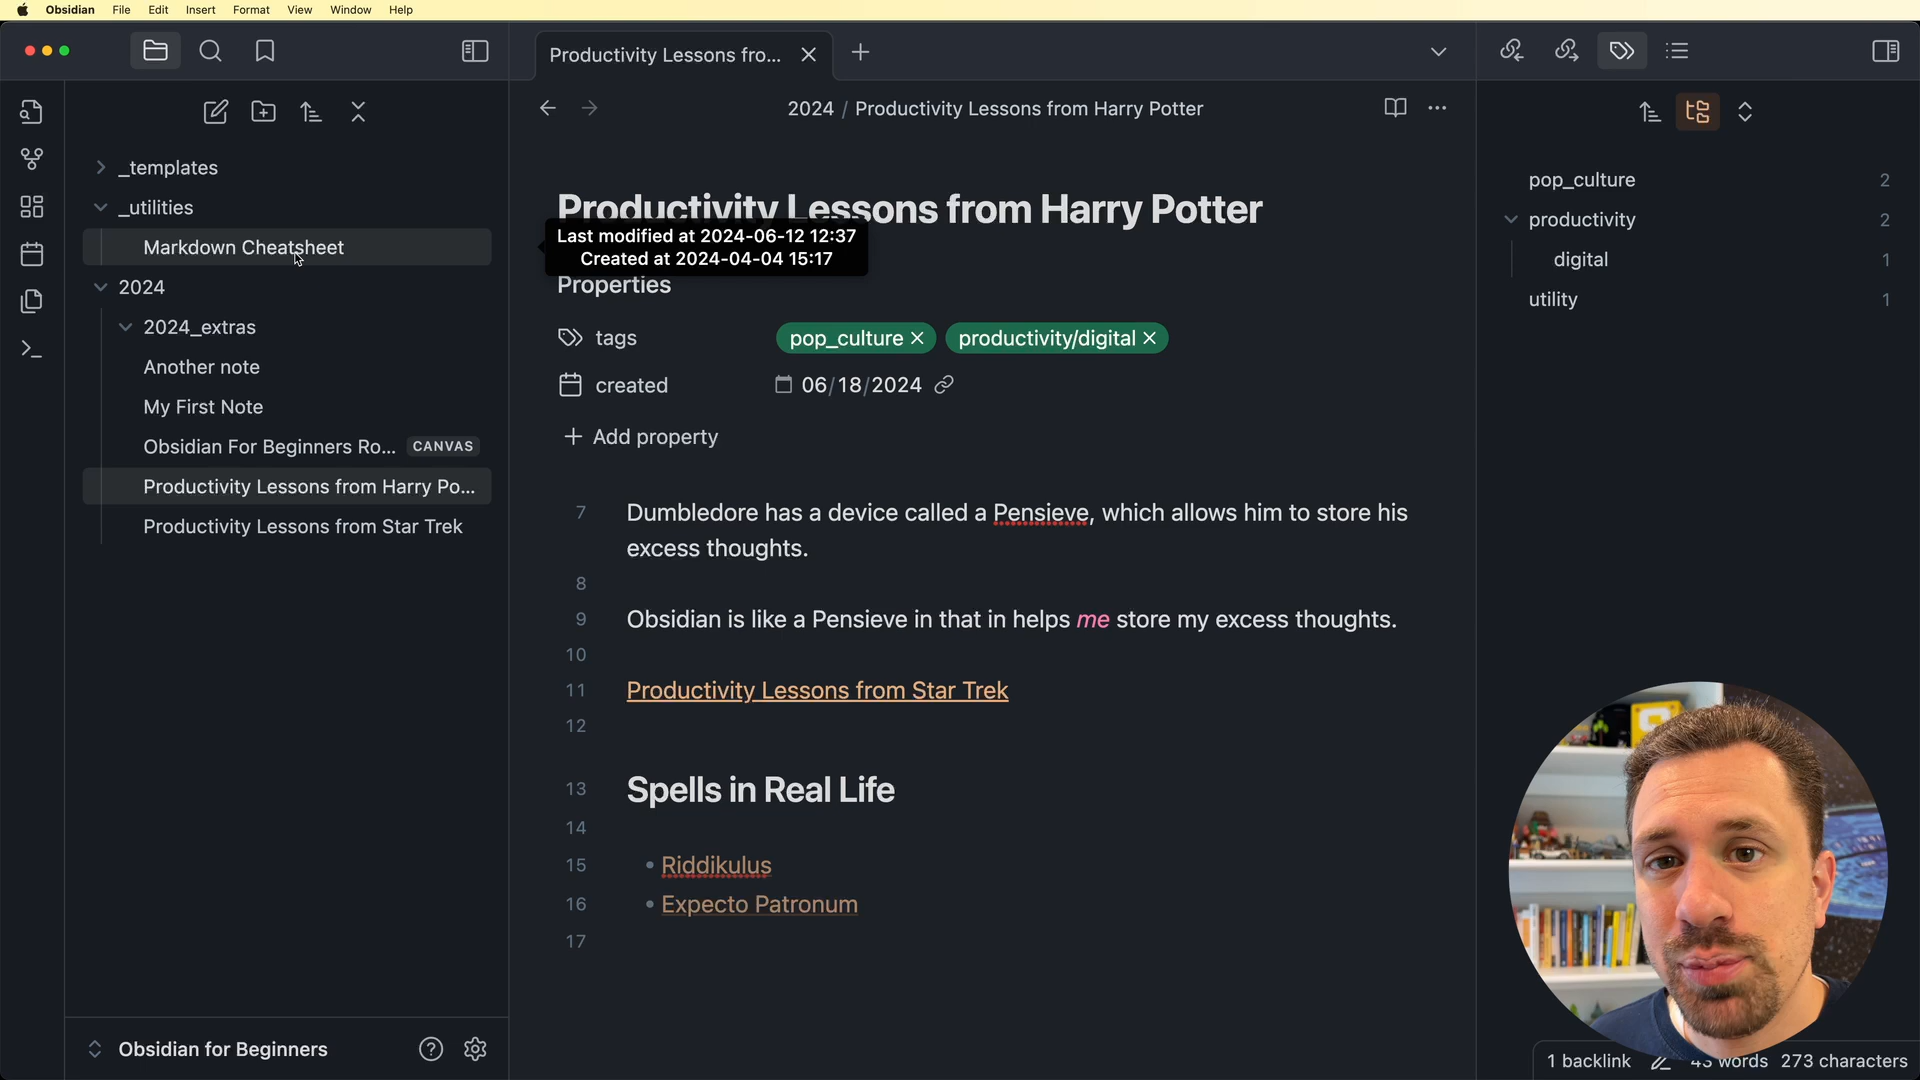 Obsidian File Edit Insert Format View Window Help
Productivity Lessons fro...
2024 / Productivity Lessons from Harry Potter
_templates
_utilities
Markdown Cheatsheet
2024
2024_extras
Another note
My First Note
Obsidian For Beginners Ro... CANVAS
Productivity Lessons from Harry Po...
Productivity Lessons from Star Trek
Obsidian for Beginners
Productivity Lessons from Harry Potter
Last modified at 2024-06-12 12:37
Created at 2024-04-04 15:17
Properties
tags pop_culture productivity/digital
created 06/18/2024
Add property
7 Dumbledore has a device called a Pensieve, which allows him to store his
excess thoughts.
8
9 Obsidian is like a Pensieve in that in helps me store my excess thoughts.
10
11 Productivity Lessons from Star Trek
12
13 Spells in Real Life
14
15 • Riddikulus
16 • Expecto Patronum
17
pop_culture 2
productivity 2
digital 1
utility 1
1 backlink 43 words 273 characters